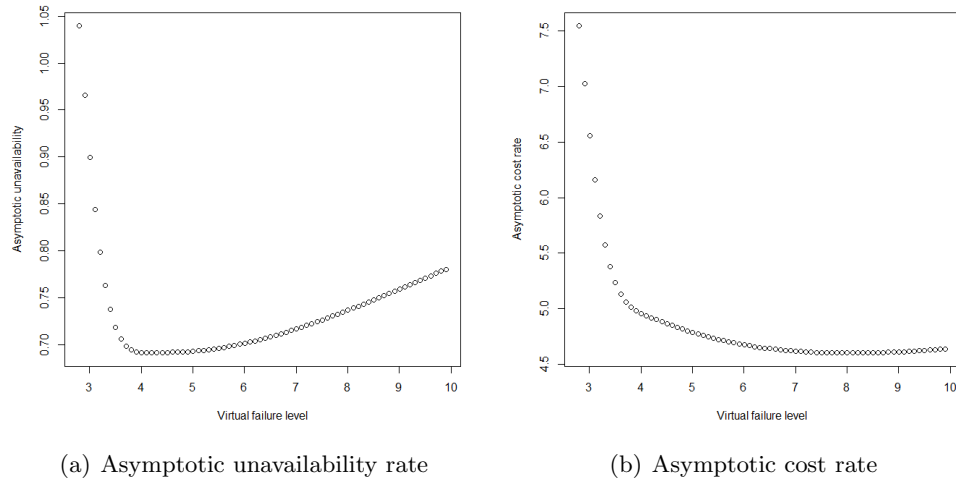 1.05
1.00
0.95
0.90
0.85
0.80
0.75
0.70
Asymptotic unavailability
3 4 5 6 7 8 9 10
Virtual failure level
(a) Asymptotic unavailability rate
7.5
7.0
6.5
6.0
5.5
5.0
4.5
Asymptotic cost rate
3 4 5 6 7 8 9 10
Virtual failure level
(b) Asymptotic cost rate